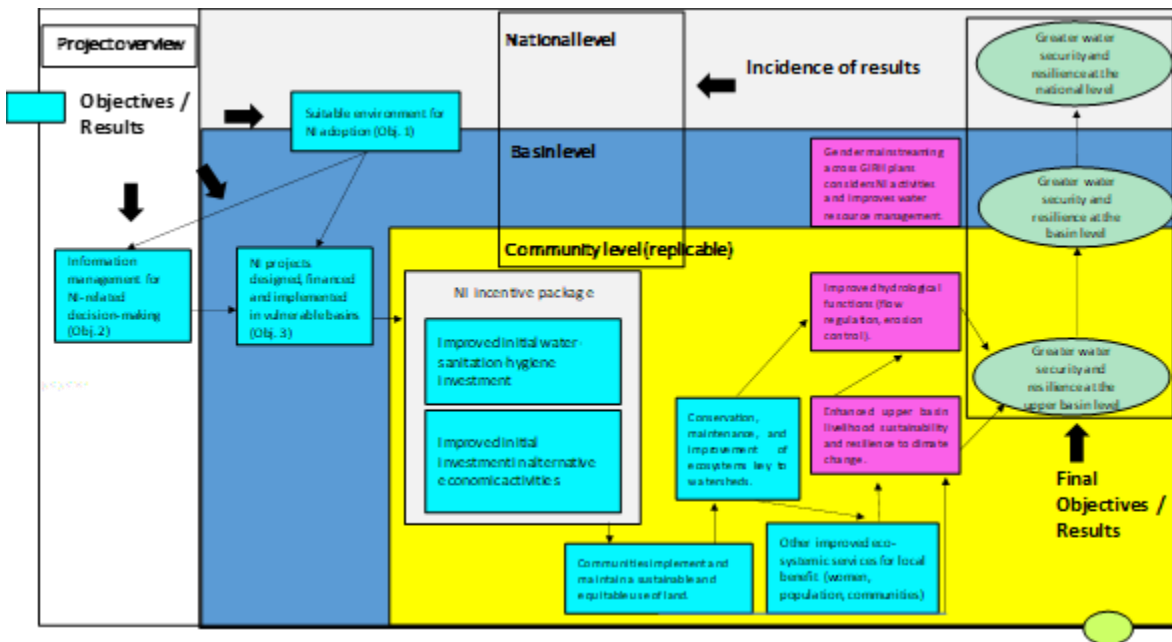 Project overview
National level
Greater water
security and
resilience at the
national level
Incidence of results
Objectives /
Results
Suitable environment for
NI adoption (Obj. 1)
Basin level
Gender mainstreaming
across GIRH plans
considers NI activities
and improves water
resource management.
Greater water
security and
resilience at the
basin level
Information
management for
NI-related
decision-making
(Obj. 2)
NI projects
designed, financed
and implemented
in vulnerable basins
(Obj. 3)
Community level (replicable)
NI incentive package
Improved initial water-
sanitation-hygiene
investment
Improved initial
investment in alternative
economic activities
Improved hydrological
functions (flow
regulation, erosion
control).
Greater water
security and
resilience at the
upper basin level
Conservation,
maintenance, and
improvement of
ecosystems key to
watersheds.
Enhanced upper basin
livelihood sustainability
and resilience to climate
change.
Final
Objectives /
Results
Communities implement and
maintain a sustainable and
equitable use of land.
Other improved eco-
systemic services for local
benefit (women,
population, communities)